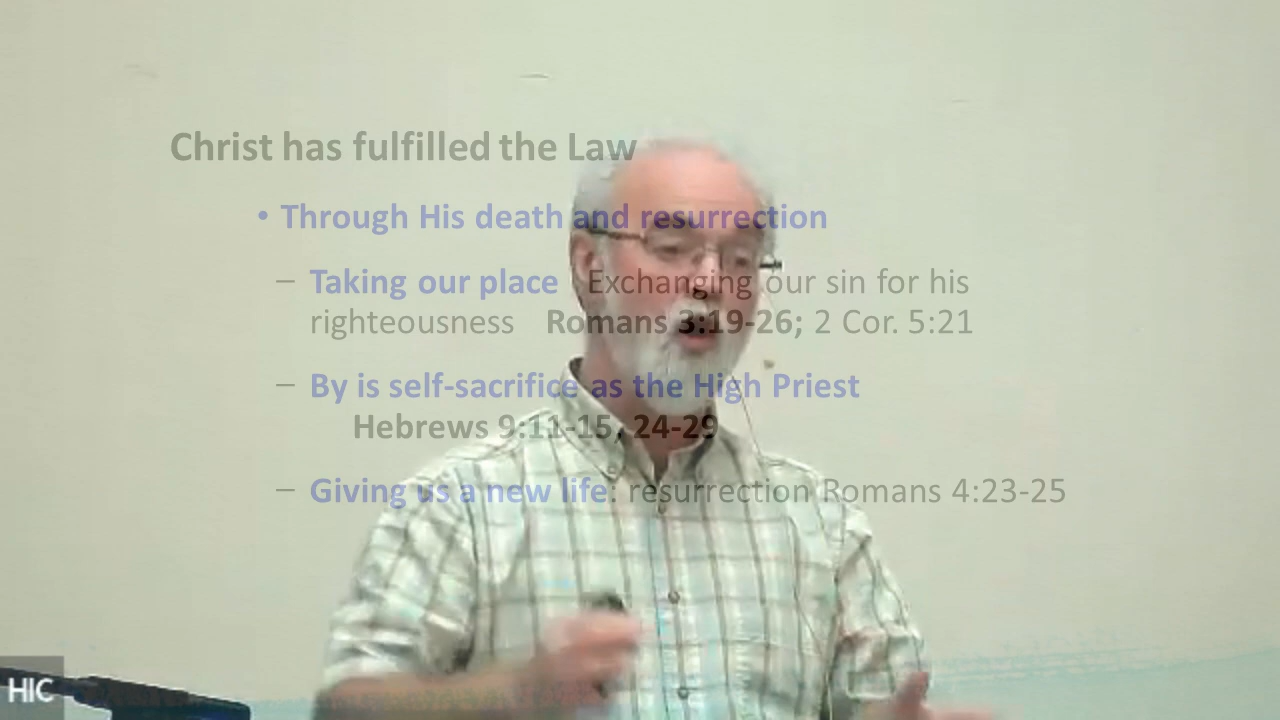 Christ has fulfilled the Law
• Through His death and resurrection
– Taking our place Exchanging our sin for his
righteousness Romans 3:19-26; 2 Cor. 5:21
– By is self-sacrifice as the High Priest
Hebrews 9:11-15, 24-29
– Giving us a new life: resurrection Romans 4:23-25
HIC